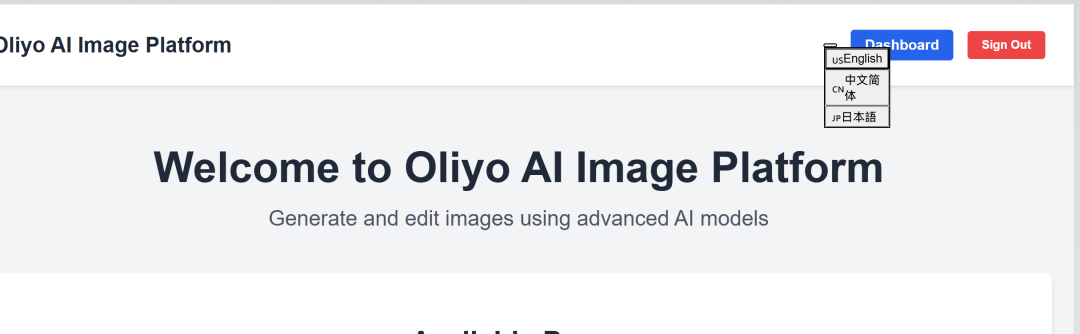 Oliyo AI Image Platform
Dashboard
Sign Out
US English
CN 中文简
体
JP 日本語
Welcome to Oliyo AI Image Platform
Generate and edit images using advanced AI models